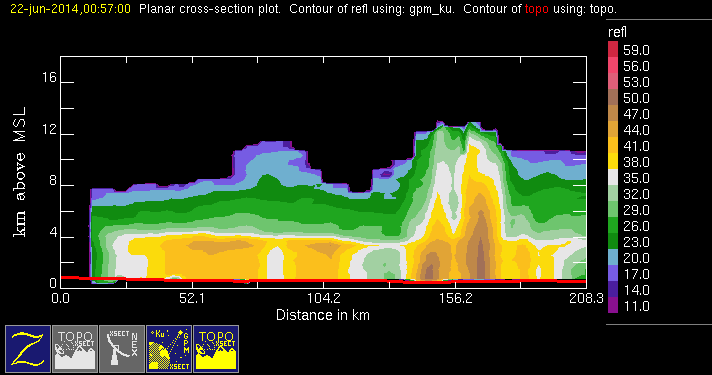 22-jun-2014,00:57:00 Planar cross-section plot. Contour of refl using: gpm_ku. Contour of topo using: topo.
refl
59.0
56.0
53.0
50.0
47.0
44.0
41.0
38.0
35.0
32.0
29.0
26.0
23.0
20.0
17.0
14.0
11.0
km above MSL
16
12
8
4
0
0.0 52.1 104.2 156.2 208.3
Distance in km
Z
TOPO XSECT
XSECT
Ku GPM XSECT
TOPO XSECT